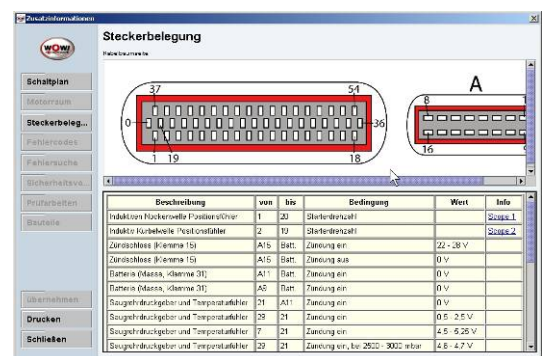 Zusatzinformationen
WOW!
Steckerbelegung
Kabelbaumseite
Schaltplan
Motorraum
Steckerbeleg...
Fehlercodes
Fehlersuche
Sicherheitsve...
Prüfarbeiten
Bauteile
Übernehmen
Drucken
Schließen
37 54 A
8
0 36
1 19 18 16
Beschreibung von bis Bedingung Wert Info
Induktiven Nockenwelle Positionsfühler 1 20 Starterdrehzahl Scope 1
Induktiv Kurbelwelle Positionsfühler 2 19 Starterdrehzahl Scope 2
Zündschloss (Klemme 15) A15 Batt. Zündung ein 22 - 28 V
Zündschloss (Klemme 15) A15 Batt. Zündung aus 0 V
Batterie (Masse, Klemme 31) A11 Batt. Zündung ein 0 V
Batterie (Masse, Klemme 31) A9 Batt. Zündung ein 0 V
Saugrohrdruckgeber und Temperaturfühler 21 A11 Zündung ein 0 V
Saugrohrdruckgeber und Temperaturfühler 29 21 Zündung ein 0,5 - 2,5 V
Saugrohrdruckgeber und Temperaturfühler 7 21 Zündung ein 4,5 - 5,25 V
Saugrohrdruckgeber und Temperaturfühler 29 21 Zündung ein, bei 2500 - 3000 mbar 4,6 - 4,7 V